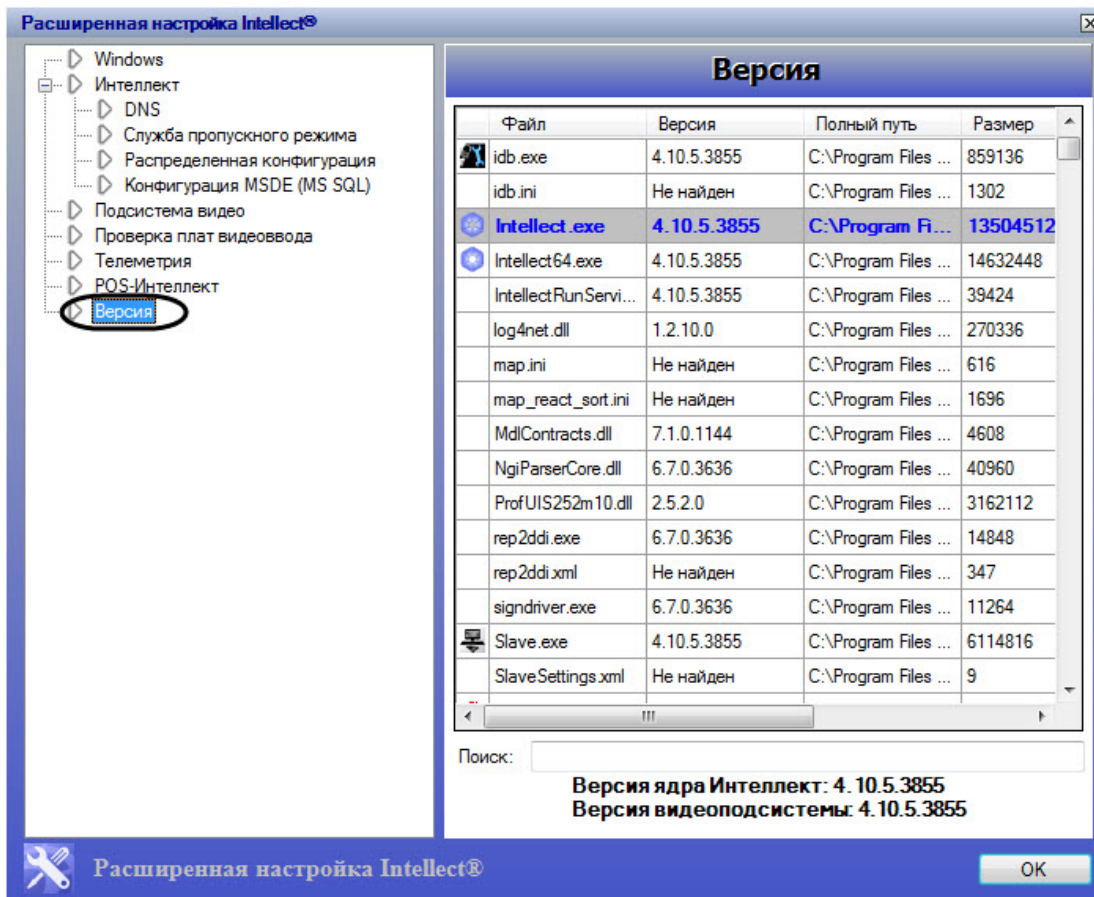 Расширенная настройка Intellect®
Windows
Интеллект
DNS
Служба пропускного режима
Распределенная конфигурация
Конфигурация MSDE (MS SQL)
Подсистема видео
Проверка плат видеоввода
Телеметрия
POS-Интеллект
Версия
Версия
Файл Версия Полный путь Размер
idb.exe 4.10.5.3855 C:\Program Files ... 859136
idb.ini Не найден C:\Program Files ... 1302
Intellect.exe 4.10.5.3855 C:\Program Fi... 13504512
Intellect64.exe 4.10.5.3855 C:\Program Files ... 14632448
IntellectRunServi... 4.10.5.3855 C:\Program Files ... 39424
log4net.dll 1.2.10.0 C:\Program Files ... 270336
map.ini Не найден C:\Program Files ... 616
map_react_sort.ini Не найден C:\Program Files ... 1696
MdlContracts.dll 7.1.0.1144 C:\Program Files ... 4608
NgiParserCore.dll 6.7.0.3636 C:\Program Files ... 40960
ProfUIS252m10.dll 2.5.2.0 C:\Program Files ... 3162112
rep2ddi.exe 6.7.0.3636 C:\Program Files ... 14848
rep2ddi.xml Не найден C:\Program Files ... 347
signdriver.exe 6.7.0.3636 C:\Program Files ... 11264
Slave.exe 4.10.5.3855 C:\Program Files ... 6114816
SlaveSettings.xml Не найден C:\Program Files ... 9
Поиск:
Версия ядра Интеллект: 4.10.5.3855
Версия видеоподсистемы: 4.10.5.3855
Расширенная настройка Intellect®
OK